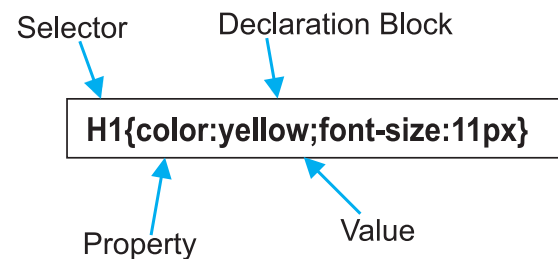 Selector
Declaration Block
H1{color:yellow;font-size:11px}
Property
Value